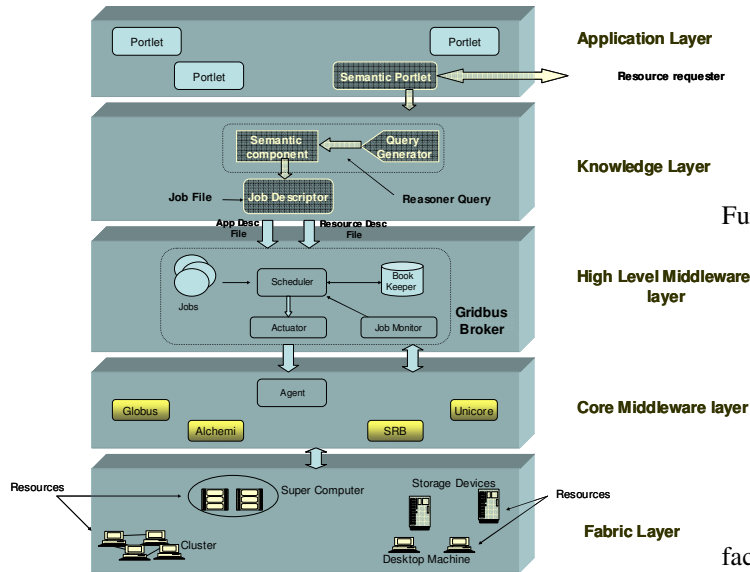 Portlet
Portlet
Application Layer
Portlet
Semantic Portlet
Resource requester
Semantic
component
Query
Generator
Knowledge Layer
Job File
Job Descriptor
Reasoner Query
App Desc
File
Resource Desc
File
Fu
Jobs
Scheduler
Book
Keeper
High Level Middleware
layer
Actuator
Job Monitor
Gridbus
Broker
Agent
Globus
Alchemi
SRB
Unicore
Core Middleware layer
Resources
Super Computer
Storage Devices
Resources
Cluster
Desktop Machine
Fabric Layer
fac